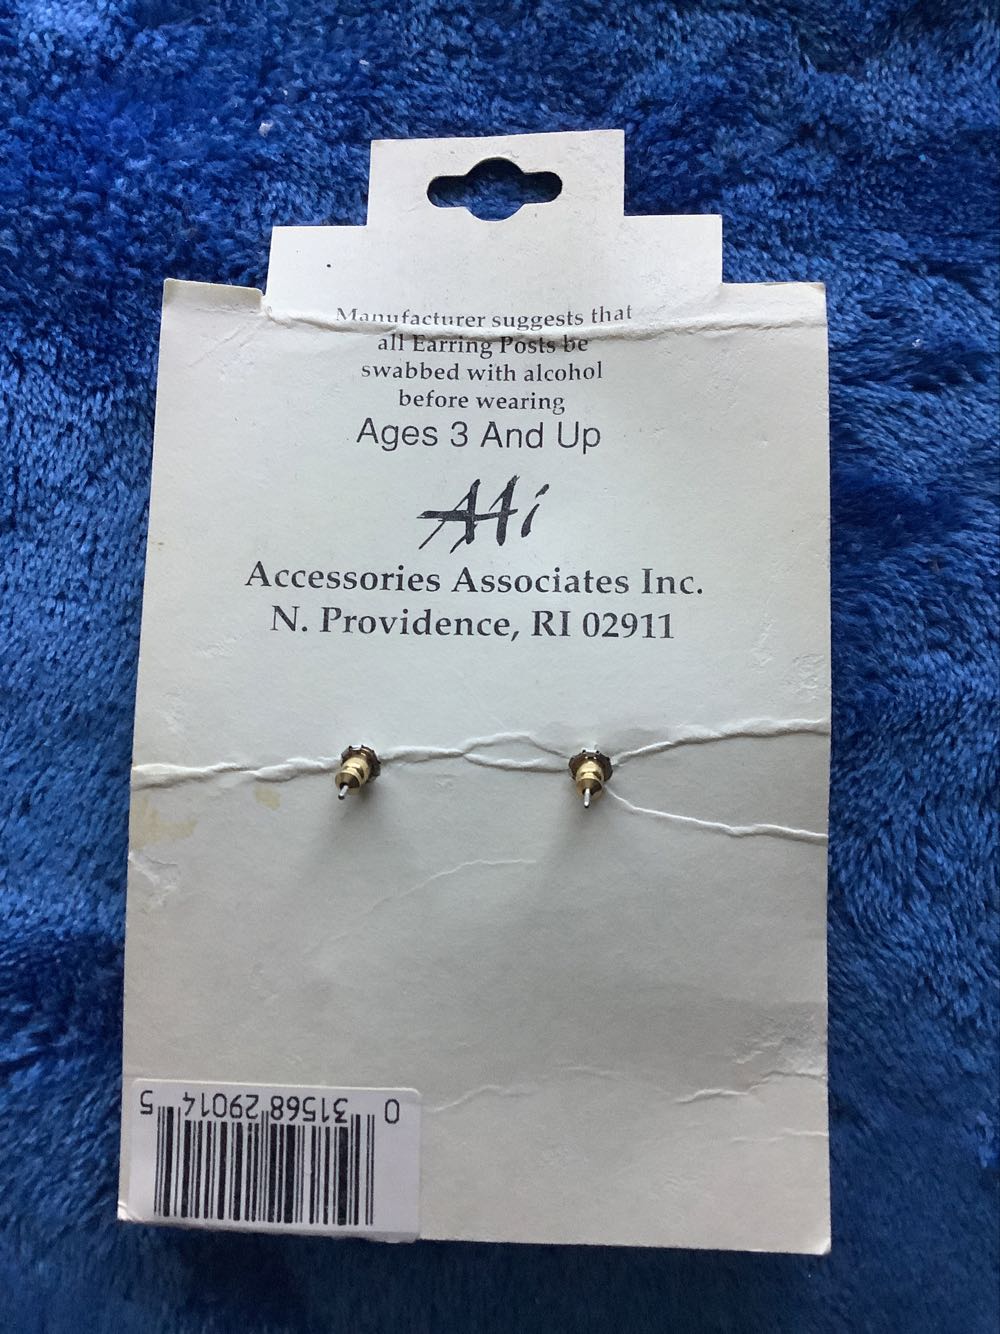 Manufacturer suggests that
all Earring Posts be
swabbed with alcohol
before wearing
Ages 3 And Up
AAi
Accessories Associates Inc.
N. Providence, RI 02911
0 31568 29014 5